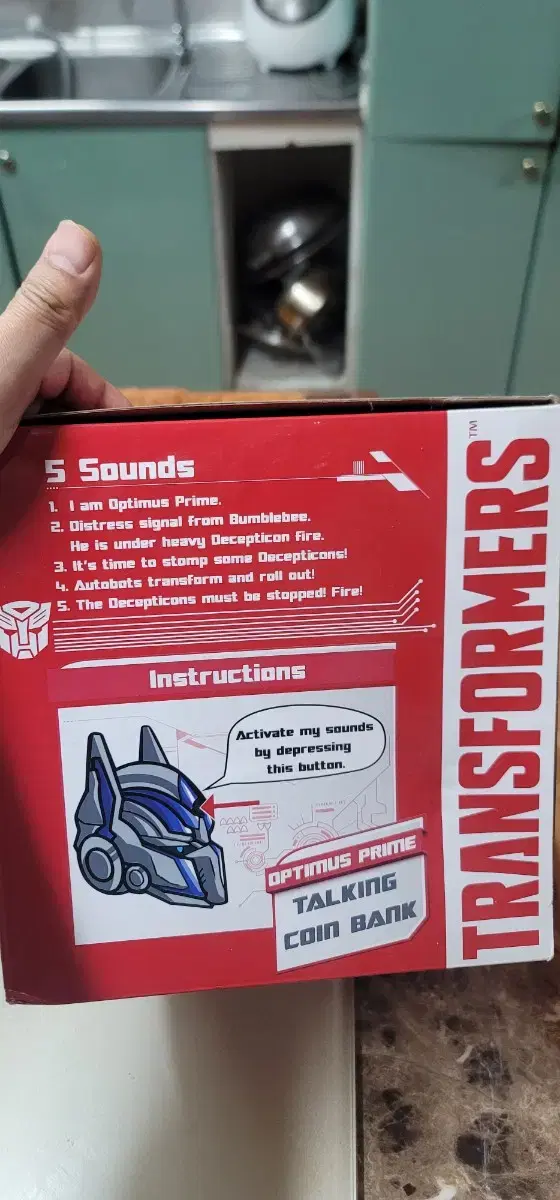 5 Sounds
1. I am Optimus Prime.
2. Distress signal from Bumblebee.
He is under heavy Decepticon fire.
3. It's time to stomp some Decepticons!
4. Autobots transform and roll out!
5. The Decepticons must be stopped! Fire!
Instructions
Activate my sounds
by depressing
this button.
OPTIMUS PRIME
TALKING
COIN BANK
TRANSFORMERS™